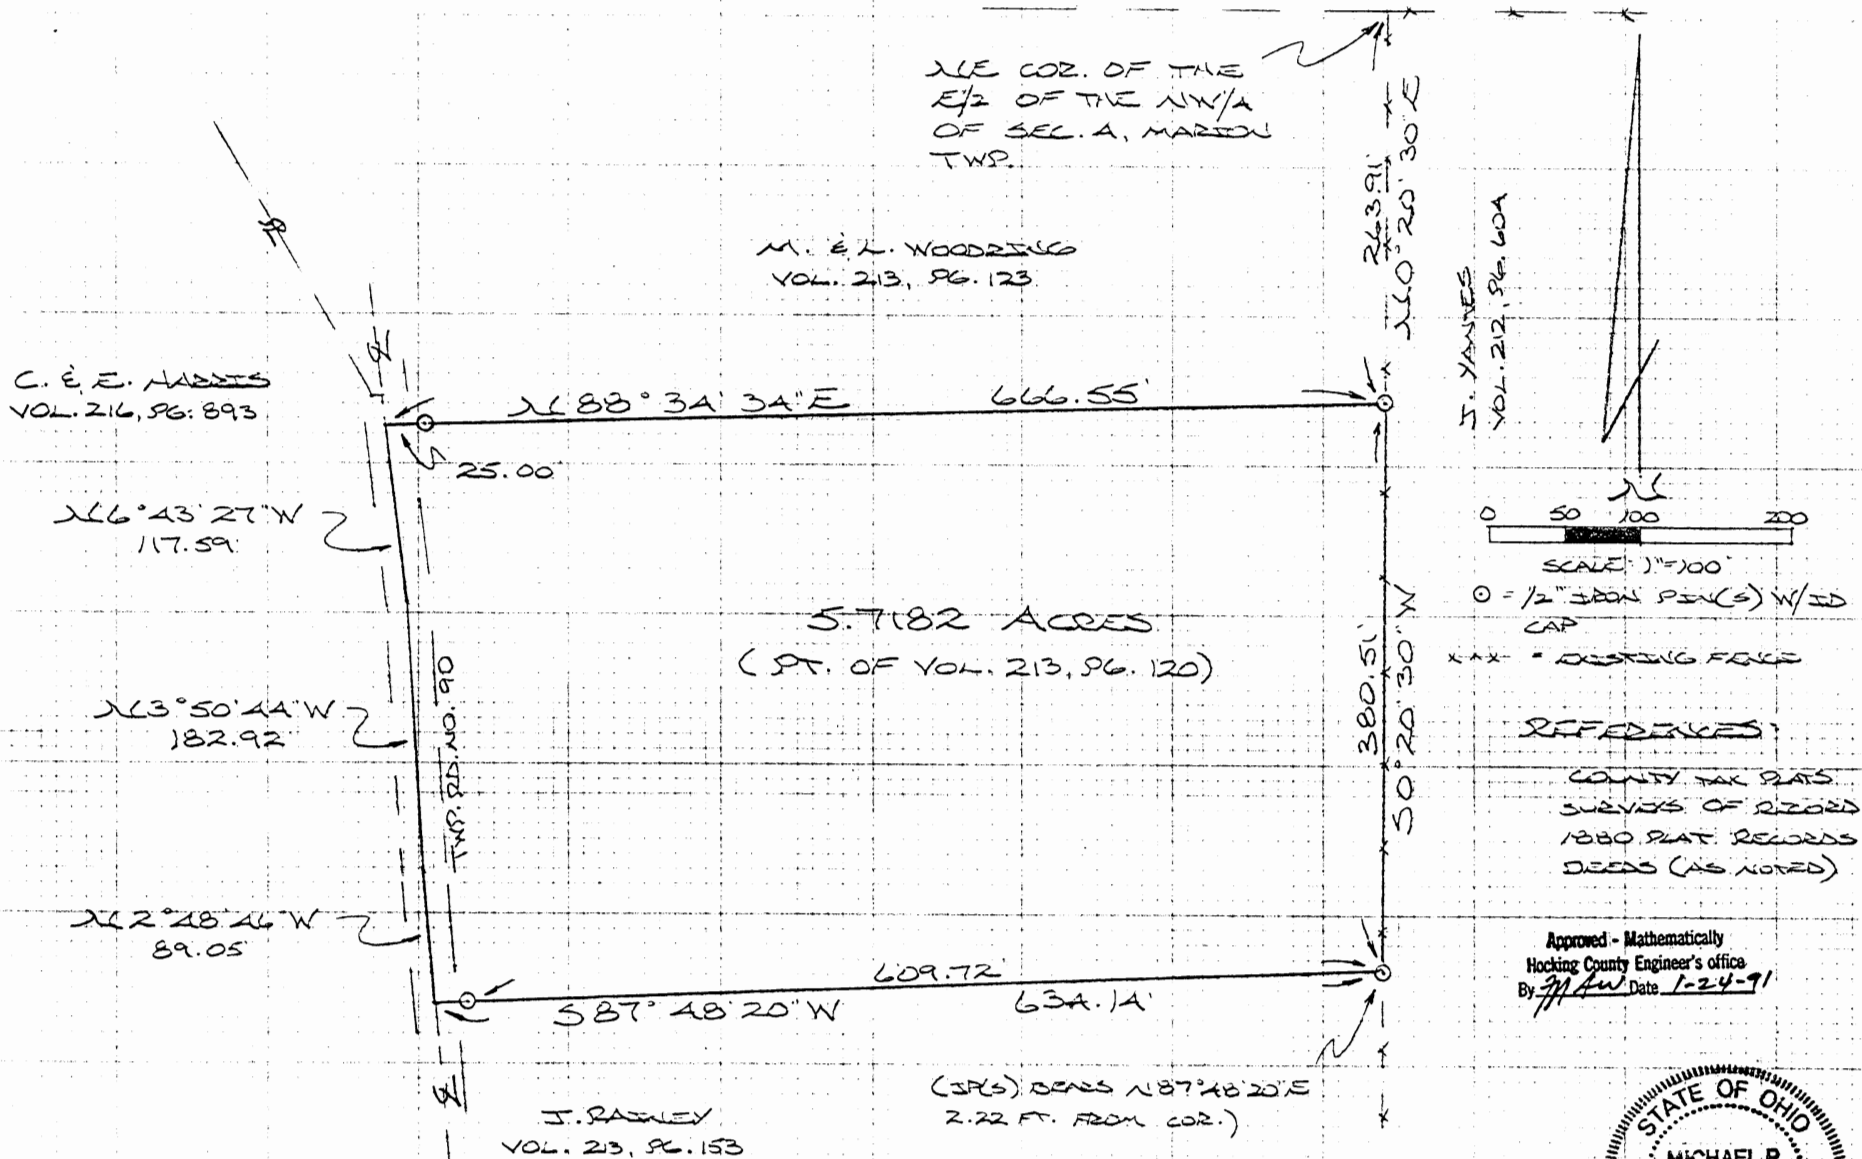 NE COR. OF THE
E/2 OF THE NW/4
OF SEC. 4, MARION
TWP.
263.91'
N 0° 20' 30" E
M. & L. WOODRING
VOL. 213, PG. 123
J. YANTES
VOL. 212, PG. 604
C. & E. HARRIS
VOL. 216, PG. 893
N 88° 34' 34" E 666.55'
25.00'
N 6° 43' 27" W
117.59'
N
0 50 100 200
SCALE: 1"=100'
⊙ = 1/2" IRON PIN(S) W/ID
CAP
x-x-x = EXISTING FENCE
5.7182 ACRES
(PT. OF VOL. 213, PG. 120)
TWP. RD. NO. 90
380.51'
S 0° 20' 30" W
N 3° 50' 44" W
182.92'
REFERENCES:
COUNTY TAX PLATS
SURVEYS OF RECORD
1880 PLAT RECORDS
DEEDS (AS NOTED)
N 2° 48' 46" W
89.05'
609.72'
S 87° 48' 20" W 634.14'
Approved - Mathematically
Hocking County Engineer's office
By Date 1-24-91
(IP(S) BEARS N 87° 48' 20" E
2.22 FT. FROM COR.)
J. RAINEY
VOL. 213, PG. 153
STATE OF OHIO
MICHAEL P.